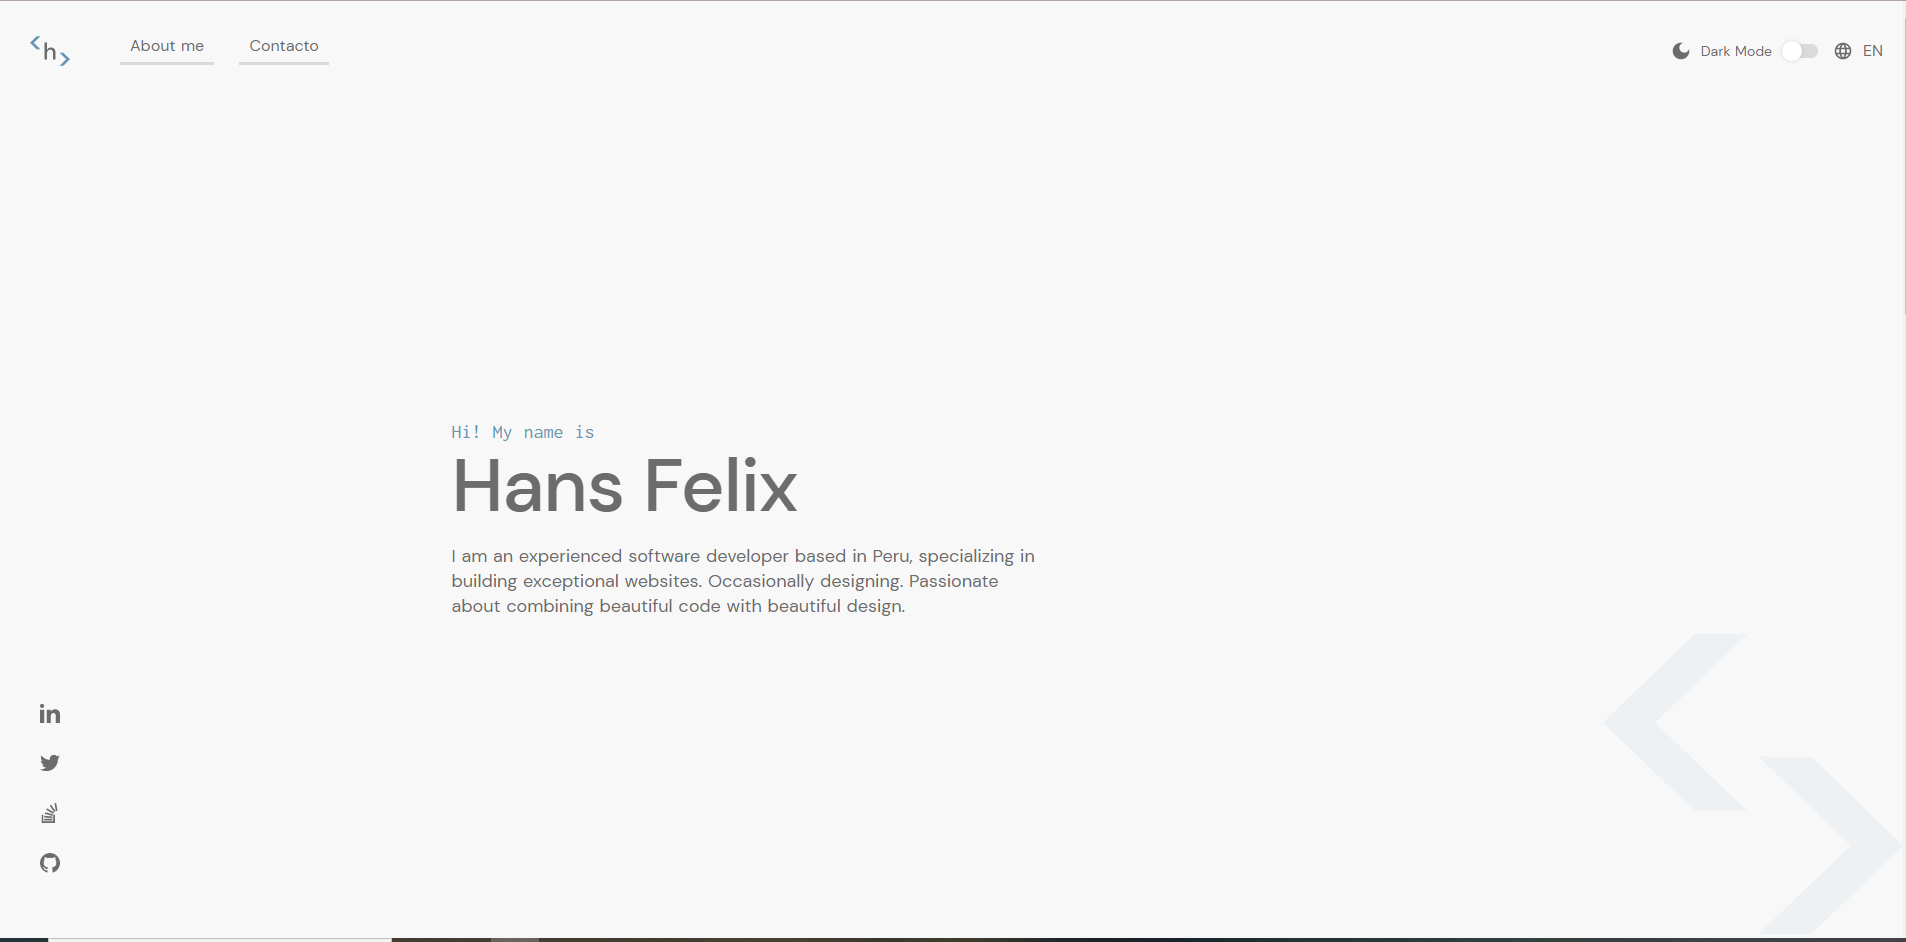 <h>
About me
Contacto
Dark Mode
EN
Hi! My name is
Hans Felix
I am an experienced software developer based in Peru, specializing in
building exceptional websites. Occasionally designing. Passionate
about combining beautiful code with beautiful design.
in